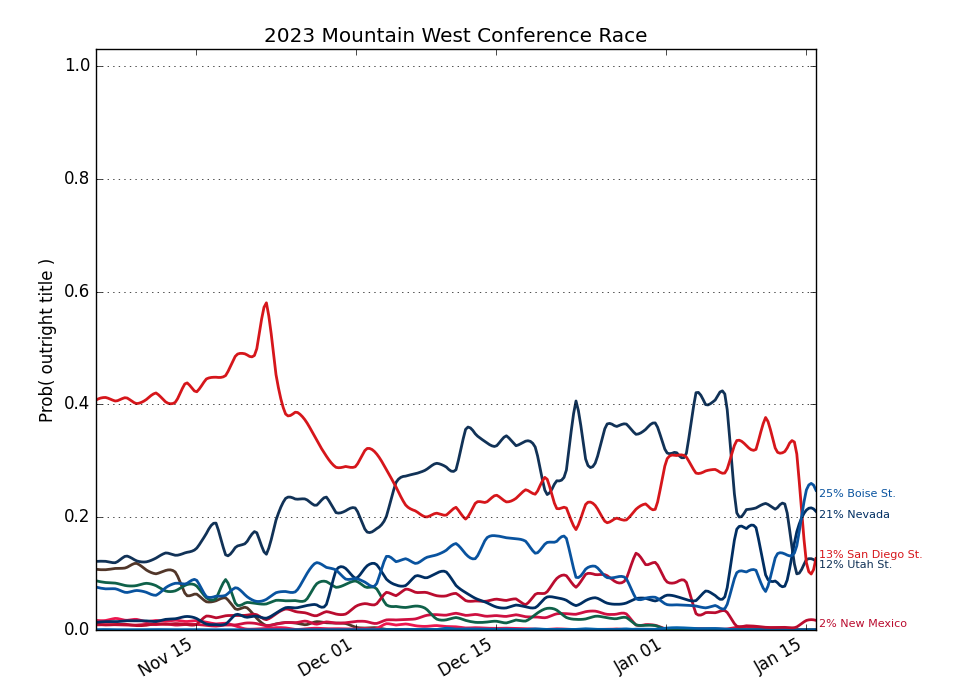 2023 Mountain West Conference Race
Prob( outright title )
1.0
0.8
0.6
0.4
0.2
0.0
Nov 15
Dec 01
Dec 15
Jan 01
Jan 15
25% Boise St.
21% Nevada
13% San Diego St.
12% Utah St.
2% New Mexico